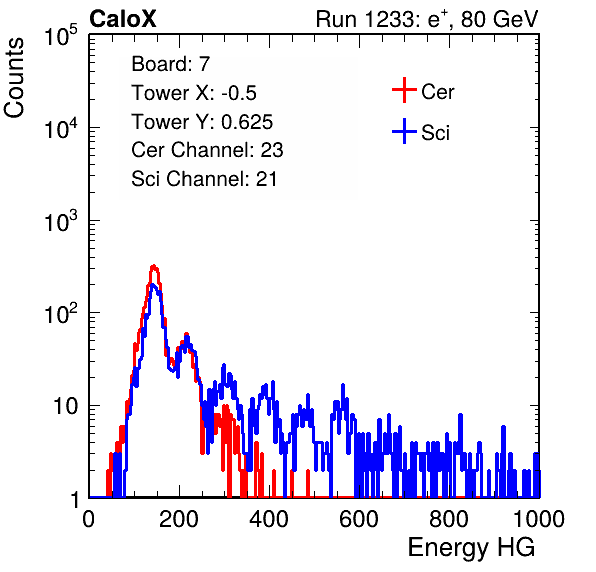 CaloX Run 1233: e⁺, 80 GeV
Counts
Board: 7
Tower X: -0.5
Tower Y: 0.625
Cer Channel: 23
Sci Channel: 21
Cer
Sci
10⁵
10⁴
10³
10²
10
1
0 200 400 600 800 1000
Energy HG